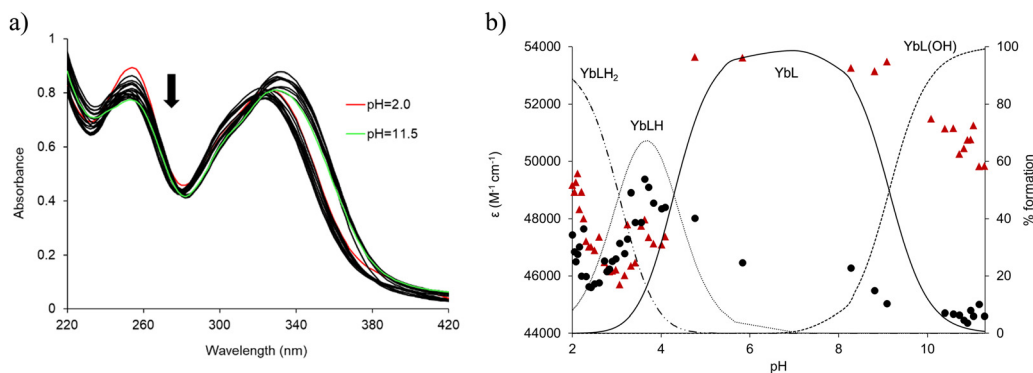 a)
1
0.8
0.6
0.4
0.2
0
220 260 300 340 380 420
Absorbance
Wavelength (nm)
pH=2.0
pH=11.5
b)
54000
52000
50000
48000
46000
44000
ε (M⁻¹ cm⁻¹)
YbLH₂
YbLH
YbL
YbL(OH)
100
80
60
40
20
0
% formation
2 4 6 8 10
pH